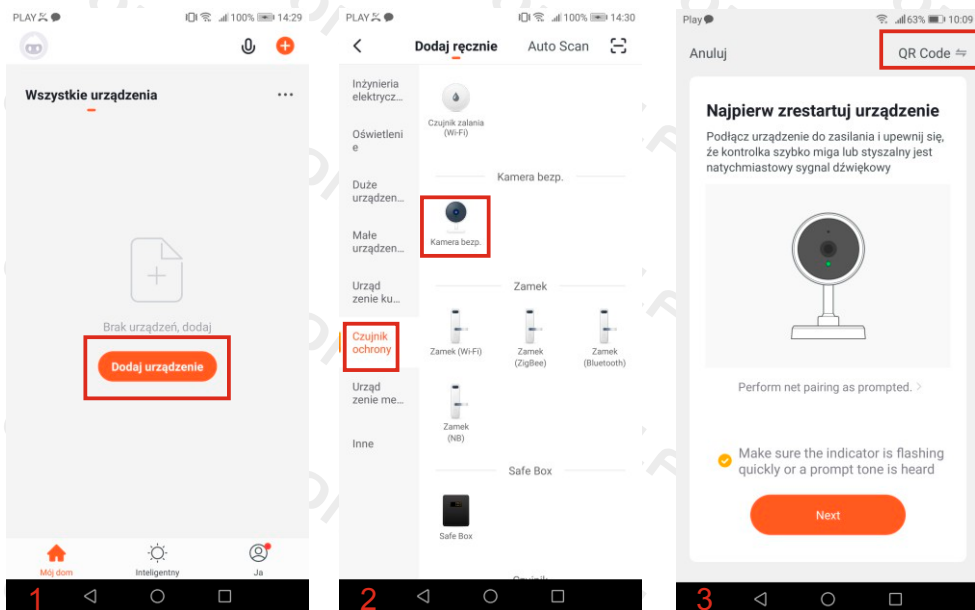 PLAY 100% 14:29
Wszystkie urządzenia
Brak urządzeń, dodaj
Dodaj urządzenie
Mój dom
Inteligentny
Ja
1
PLAY 100% 14:30
Dodaj ręcznie
Auto Scan
Inżynieria
elektrycz...
Oświetleni
e
Duże
urządzen...
Małe
urządzen...
Urząd
zenie ku...
Czujnik
ochrony
Urząd
zenie me...
Inne
Czujnik zalania
(Wi-Fi)
Kamera bezp.
Kamera bezp.
Zamek
Zamek (Wi-Fi)
Zamek
(ZigBee)
Zamek
(Bluetooth)
Zamek
(NB)
Safe Box
Safe Box
2
Play 63% 10:09
Anuluj
QR Code
Najpierw zrestartuj urządzenie
Podłącz urządzenie do zasilania i upewnij się,
że kontrolka szybko miga lub styszalny jest
natychmiastowy sygnal dźwiękowy
Perform net pairing as prompted. >
Make sure the indicator is flashing
quickly or a prompt tone is heard
Next
3